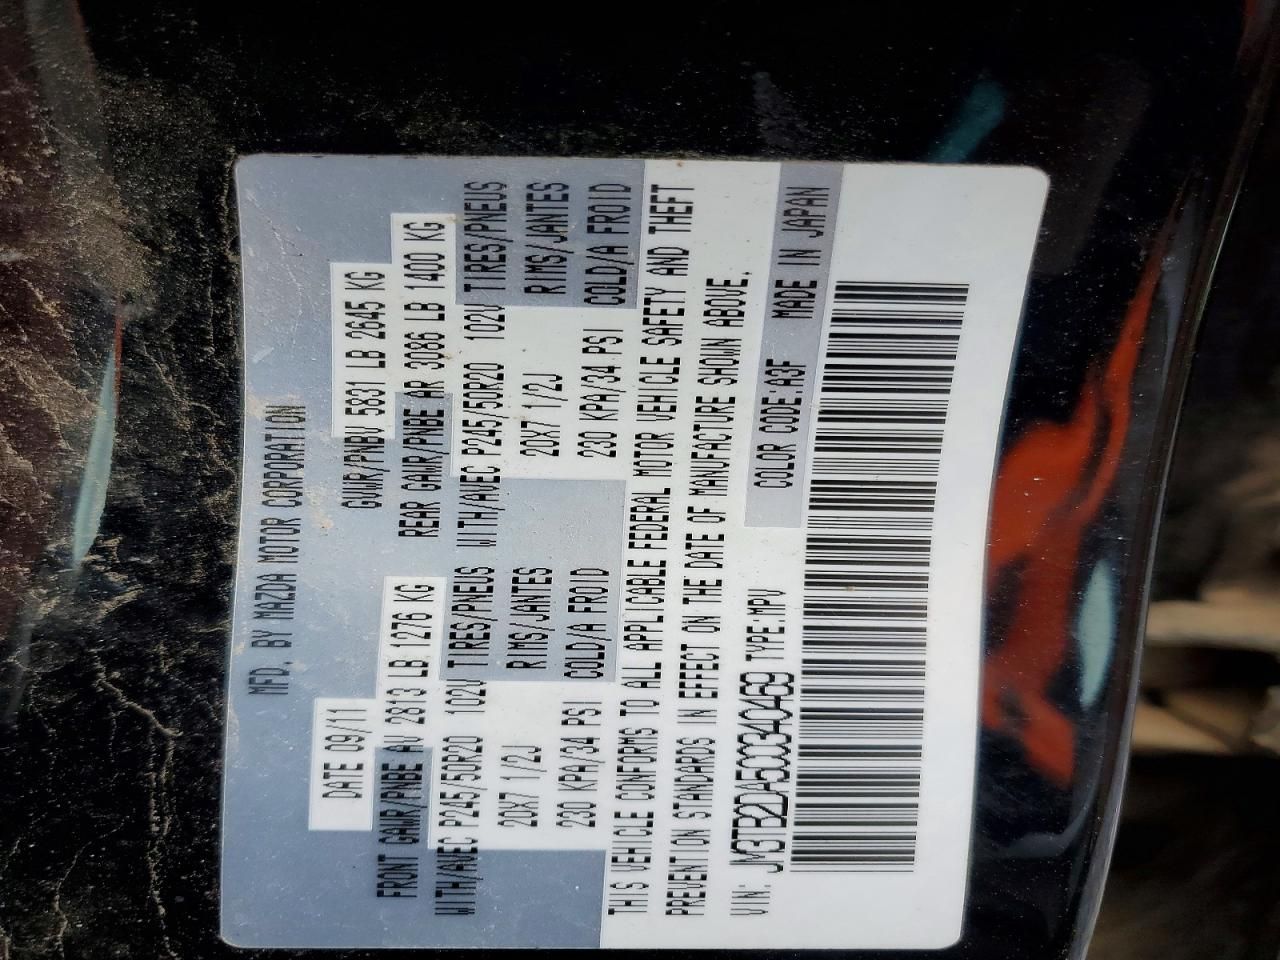 MFD. BY MAZDA MOTOR CORPORATION
DATE 09/11
GVWR/PNBV 5831 LB 2645 KG
FRONT GAWR/PNBE AV 2813 LB 1276 KG
REAR GAWR/PNBE AR 3086 LB 1400 KG
WITH/AVEC P245/50R20 102V TIRES/PNEUS WITH/AVEC P245/50R20 102V TIRES/PNEUS
20X7 1/2J RIMS/JANTES 20X7 1/2J RIMS/JANTES
230 KPA/34 PSI COLD/A FROID 230 KPA/34 PSI COLD/A FROID
THIS VEHICLE CONFORMS TO ALL APPLICABLE FEDERAL MOTOR VEHICLE SAFETY AND THEFT
PREVENTION STANDARDS IN EFFECT ON THE DATE OF MANUFACTURE SHOWN ABOVE.
VIN: JM3TB2DA5C0340469 TYPE:MPV COLOR CODE:A3F MADE IN JAPAN